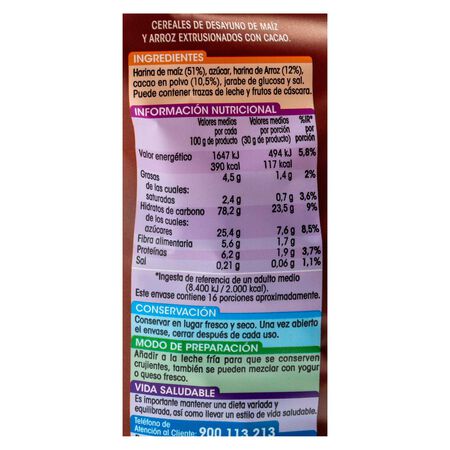 CEREALES DE DESAYUNO DE MAÍZ
Y ARROZ EXTRUSIONADOS CON CACAO.
INGREDIENTES
Harina de maíz (51%), azúcar, harina de Arroz (12%),
cacao en polvo (10,5%), jarabe de glucosa y sal.
Puede contener trazas de leche y frutos de cáscara.
INFORMACIÓN NUTRICIONAL
Valores medios Valores medios %IR*
por cada por porción por
100 g de producto) (30 g de producto) porción
Valor energético 1647 kJ 494 kJ 5,8%
390 kcal 117 kcal
Grasas 4,5 g 1,4 g 2%
de las cuales:
saturadas 2,4 g 0,7 g 3,6%
Hidratos de carbono 78,2 g 23,5 g 9%
de los cuales:
azúcares 25,4 g 7,6 g 8,5%
Fibra alimentaria 5,6 g 1,7 g
Proteínas 6,2 g 1,9 g 3,7%
Sal 0,21 g 0,06 g 1,1%
*Ingesta de referencia de un adulto medio
(8.400 kJ / 2.000 kcal).
Este envase contiene 16 porciones aproximadamente.
CONSERVACIÓN
Conservar en lugar fresco y seco. Una vez abierto
el envase, cerrar después de cada uso.
MODO DE PREPARACIÓN
Añadir a la leche fría para que se conserven
crujientes, también se pueden mezclar con yogur
o queso fresco.
VIDA SALUDABLE
Es importante mantener una dieta variada y
equilibrada, así como llevar un estilo de vida saludable.
Teléfono de
Atención al Cliente: 900 113 213